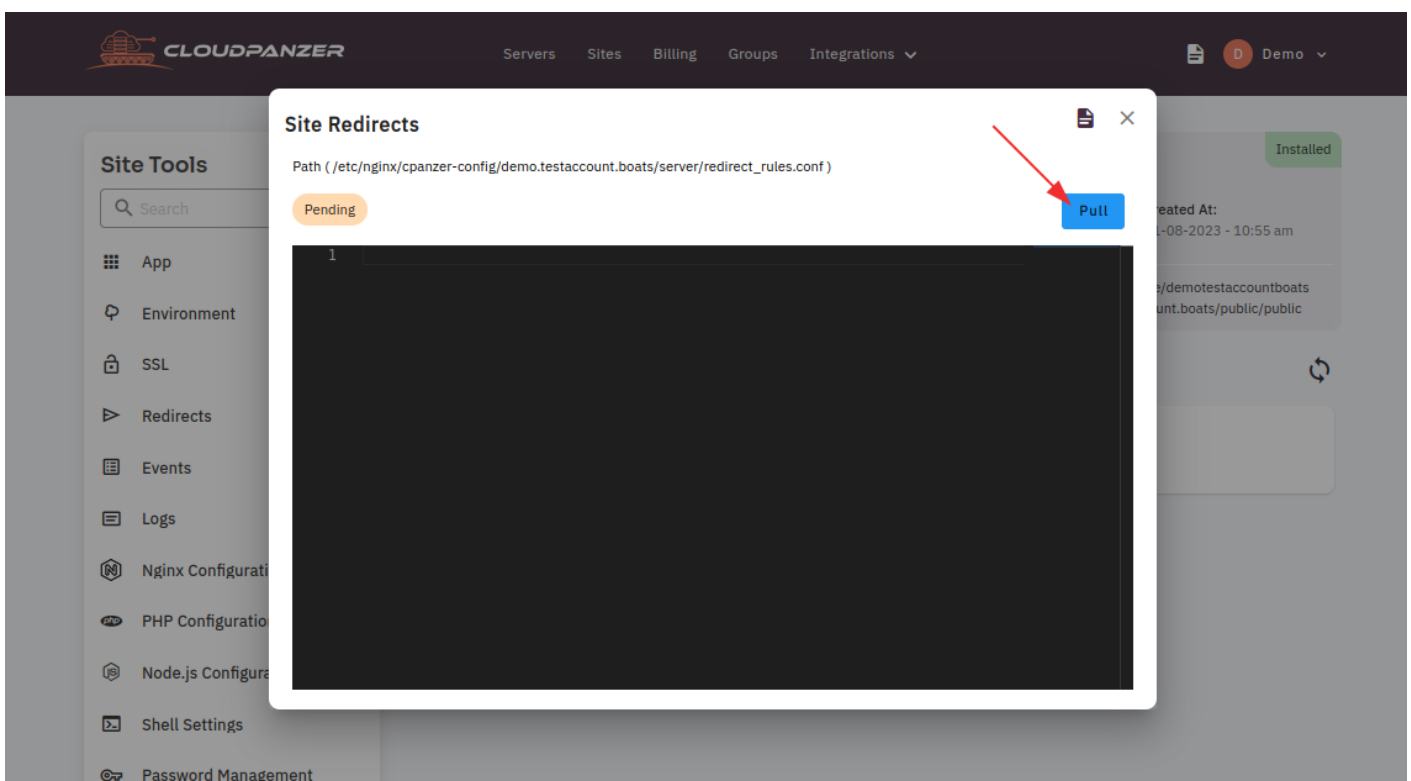 CLOUDPANZER
Servers Sites Billing Groups Integrations
D Demo
Site Tools
Search
App
Environment
SSL
Redirects
Events
Logs
Nginx Configurati
PHP Configuratio
Node.js Configura
Shell Settings
Password Management
Site Redirects
Path ( /etc/nginx/cpanzer-config/demo.testaccount.boats/server/redirect_rules.conf )
Pending
Pull
1
Installed
reated At:
1-08-2023 - 10:55 am
e/demotestaccountboats
unt.boats/public/public